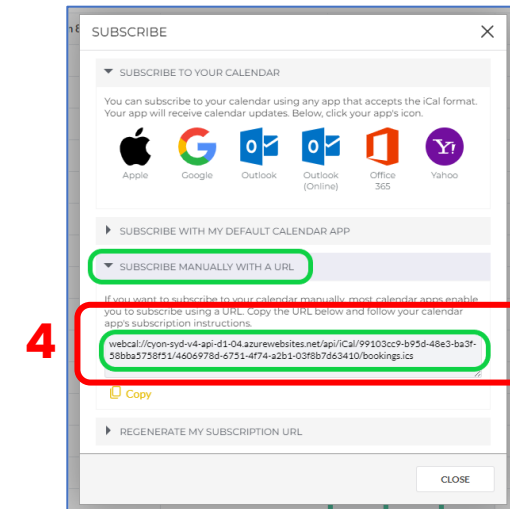 SUBSCRIBE
SUBSCRIBE TO YOUR CALENDAR
You can subscribe to your calendar using any app that accepts the iCal format.
Your app will receive calendar updates. Below, click your app's icon.
Apple Google Outlook Outlook (Online) Office 365 Yahoo
SUBSCRIBE WITH MY DEFAULT CALENDAR APP
SUBSCRIBE MANUALLY WITH A URL
If you want to subscribe to your calendar manually, most calendar apps enable
you to subscribe using a URL. Copy the URL below and follow your calendar
app's subscription instructions.
4
webcal://cyon-syd-v4-api-d1-04.azurewebsites.net/api/iCal/99103cc9-b95d-48e3-ba3f-
58bba5758f51/4606978d-6751-4f74-a2b1-03f8b7d63410/bookings.ics
Copy
REGENERATE MY SUBSCRIPTION URL
CLOSE